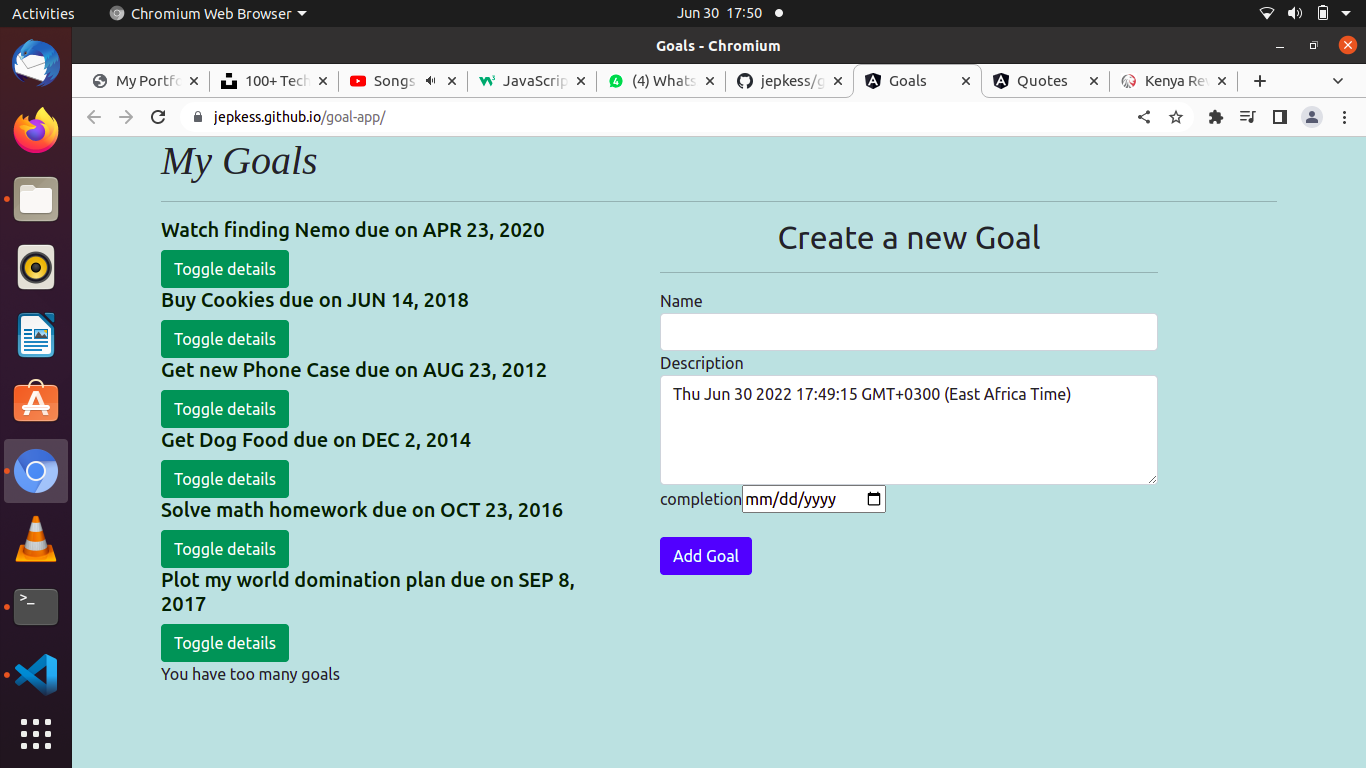 Activities
Chromium Web Browser
Jun 30 17:50
Goals - Chromium
My Portfo
100+ Tech
Songs
JavaScrip
(4) Whats
jepkess/g
Goals
Quotes
Kenya Rev
jepkess.github.io/goal-app/
My Goals
Watch finding Nemo due on APR 23, 2020
Toggle details
Buy Cookies due on JUN 14, 2018
Toggle details
Get new Phone Case due on AUG 23, 2012
Toggle details
Get Dog Food due on DEC 2, 2014
Toggle details
Solve math homework due on OCT 23, 2016
Toggle details
Plot my world domination plan due on SEP 8,
2017
Toggle details
You have too many goals
Create a new Goal
Name
Description
Thu Jun 30 2022 17:49:15 GMT+0300 (East Africa Time)
completion mm/dd/yyyy
Add Goal